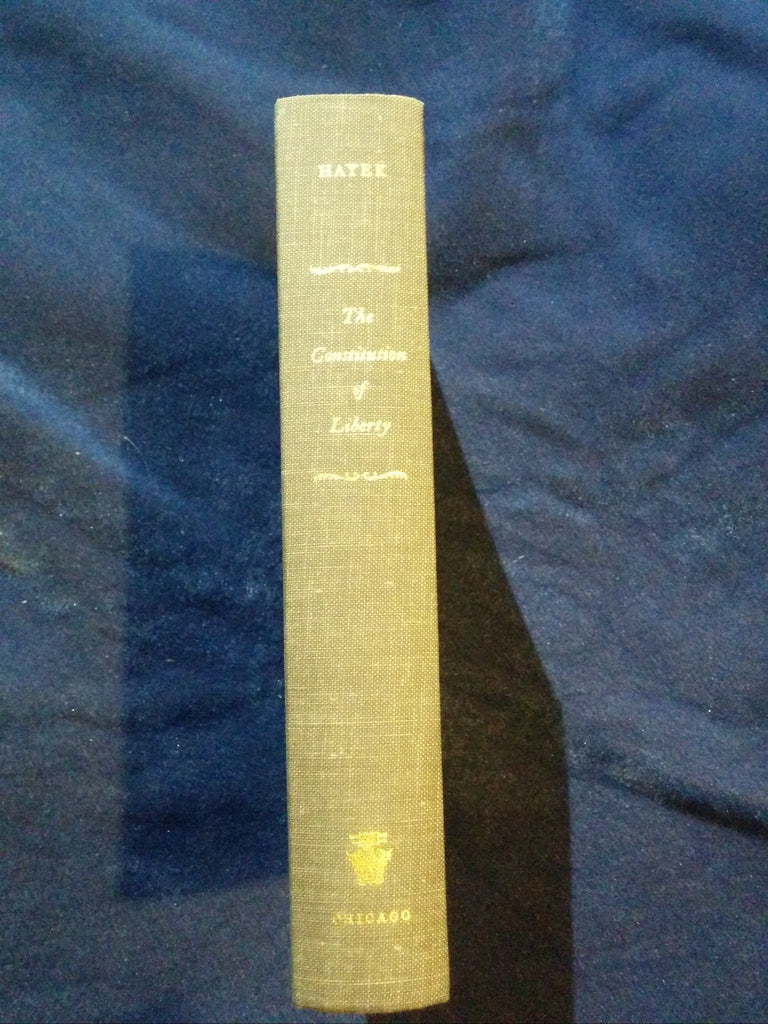 HAYEK
The
Constitution
of
Liberty
CHICAGO